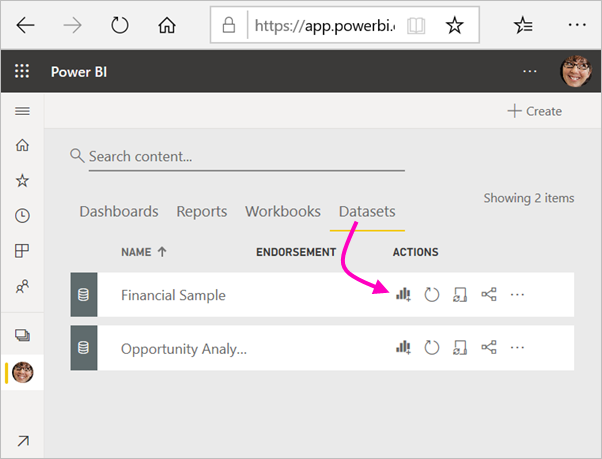 https://app.powerbi.c
Power BI
Create
Search content...
Showing 2 items
Dashboards Reports Workbooks Datasets
NAME ENDORSEMENT ACTIONS
Financial Sample
Opportunity Analy...